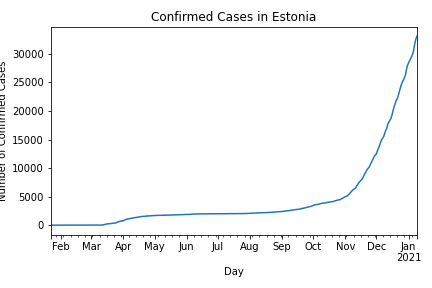 Confirmed Cases in Estonia
Number of Confirmed Cases
30000
25000
20000
15000
10000
5000
0
Feb Mar Apr May Jun Jul Aug Sep Oct Nov Dec Jan
2021
Day